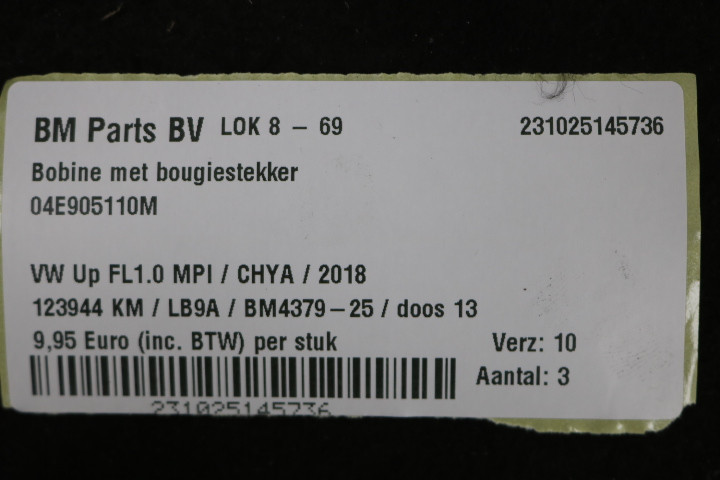 BM Parts BV LOK 8 - 69 231025145736
Bobine met bougiestekker
04E905110M
VW Up FL1.0 MPI / CHYA / 2018
123944 KM / LB9A / BM4379-25 / doos 13
9,95 Euro (inc. BTW) per stuk Verz: 10
Aantal: 3
231025145736